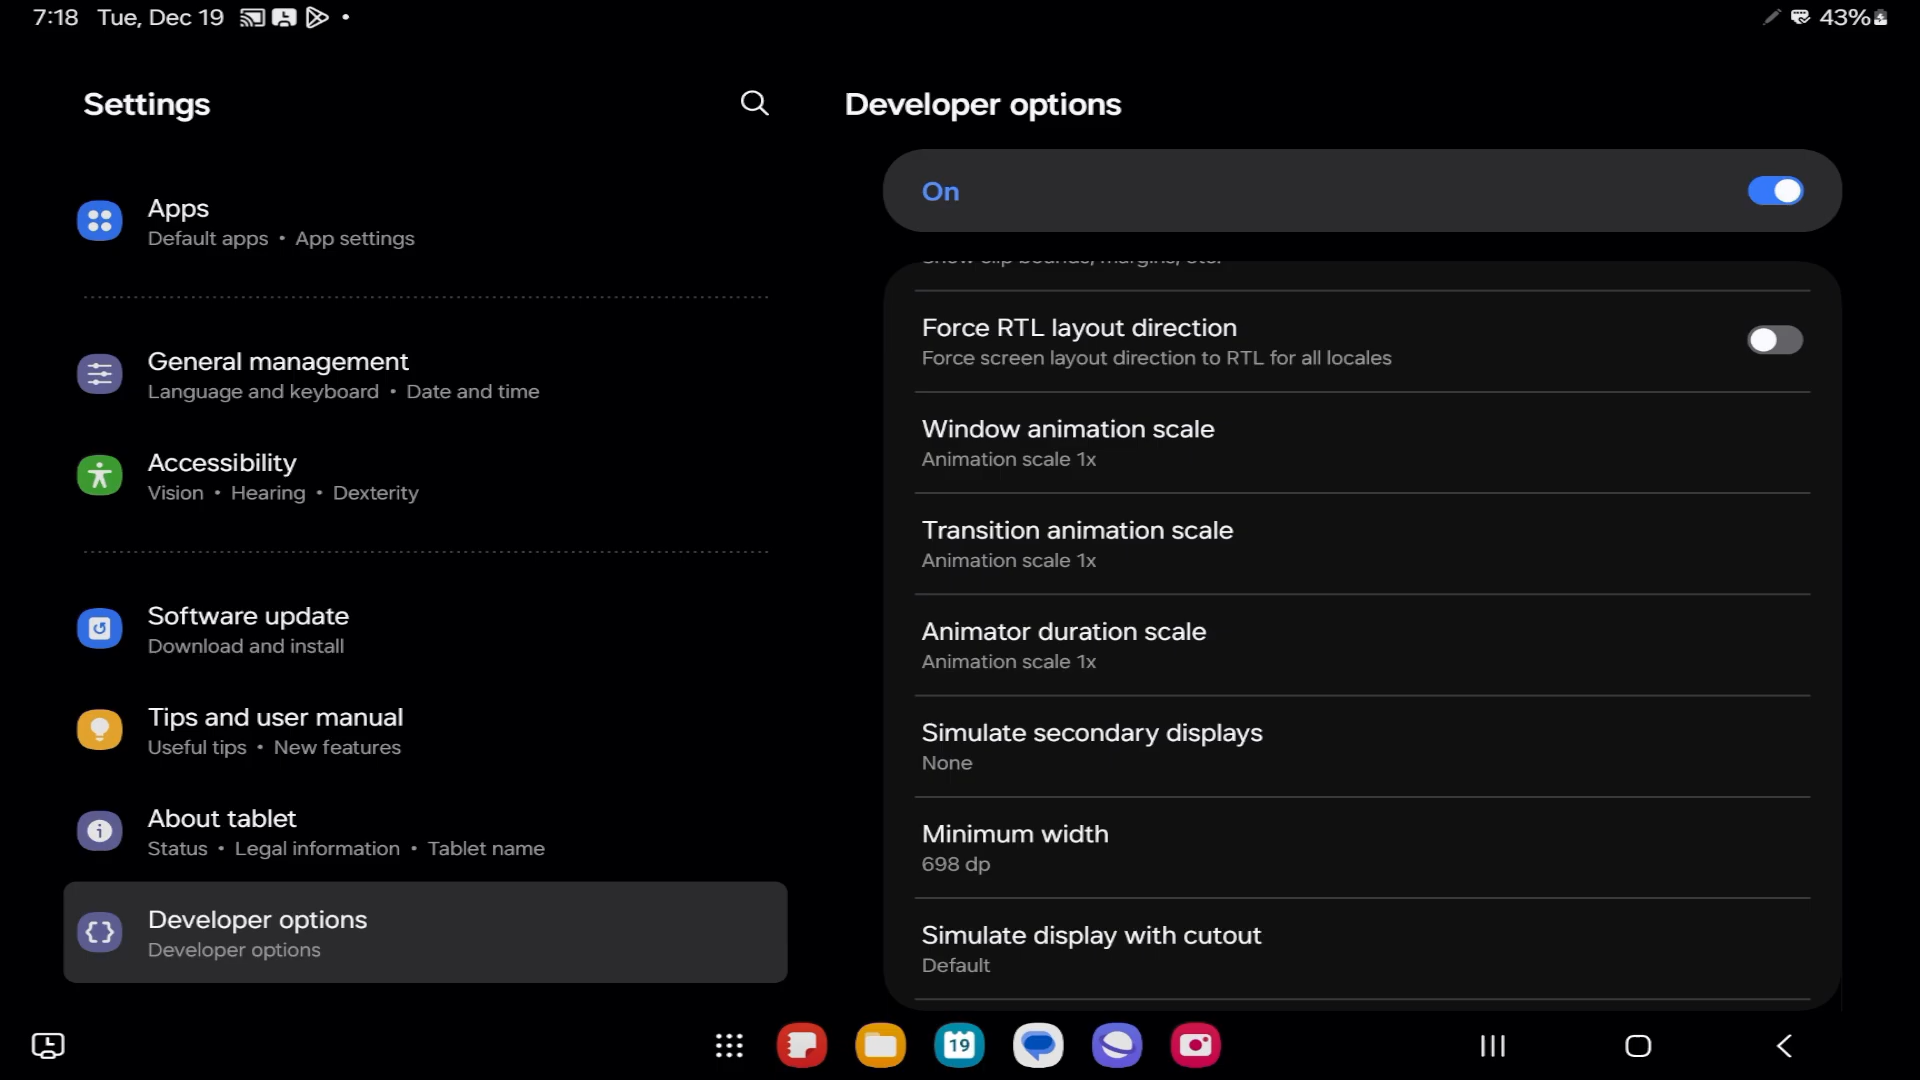 7:18 Tue, Dec 19
43%
Settings
Apps
Default apps • App settings
General management
Language and keyboard • Date and time
Accessibility
Vision • Hearing • Dexterity
Software update
Download and install
Tips and user manual
Useful tips • New features
About tablet
Status • Legal information • Tablet name
Developer options
Developer options
Developer options
On
Show clip bounds, margins, etc.
Force RTL layout direction
Force screen layout direction to RTL for all locales
Window animation scale
Animation scale 1x
Transition animation scale
Animation scale 1x
Animator duration scale
Animation scale 1x
Simulate secondary displays
None
Minimum width
698 dp
Simulate display with cutout
Default
19